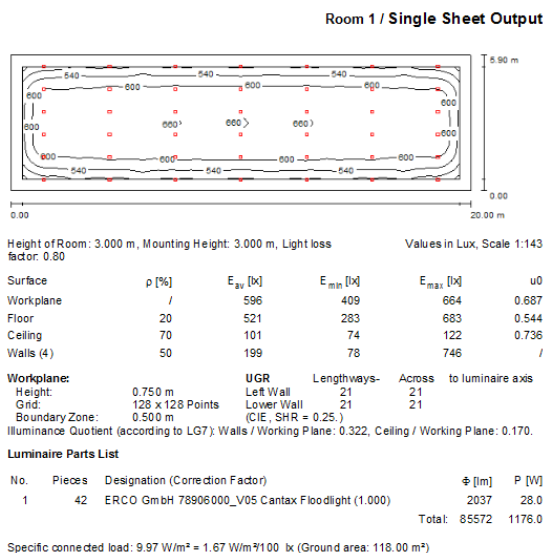 Room 1 / Single Sheet Output
5.90 m
540 540 540
600 600
600
600
660 660 660
600 600
600 600 600
540 540 540
0.00
0.00 20.00 m
Height of Room: 3.000 m, Mounting Height: 3.000 m, Light loss factor: 0.80
Values in Lux, Scale 1:143
Surface ρ [%] Eav [lx] Emin [lx] Emax [lx] u0
Workplane / 596 409 664 0.687
Floor 20 521 283 683 0.544
Ceiling 70 101 74 122 0.736
Walls (4) 50 199 78 746 /
Workplane: UGR Lengthways- Across to luminaire axis
Height: 0.750 m Left Wall 21 21
Grid: 128 x 128 Points Lower Wall 21 21
Boundary Zone: 0.500 m (CIE, SHR = 0.25.)
Illuminance Quotient (according to LG7): Walls / Working Plane: 0.322, Ceiling / Working Plane: 0.170.
Luminaire Parts List
No. Pieces Designation (Correction Factor) Φ [lm] P [W]
1 42 ERCO GmbH 78906000_V05 Cantax Floodlight (1.000) 2037 28.0
Total: 85572 1176.0
Specific connected load: 9.97 W/m² = 1.67 W/m²/100 lx (Ground area: 118.00 m²)